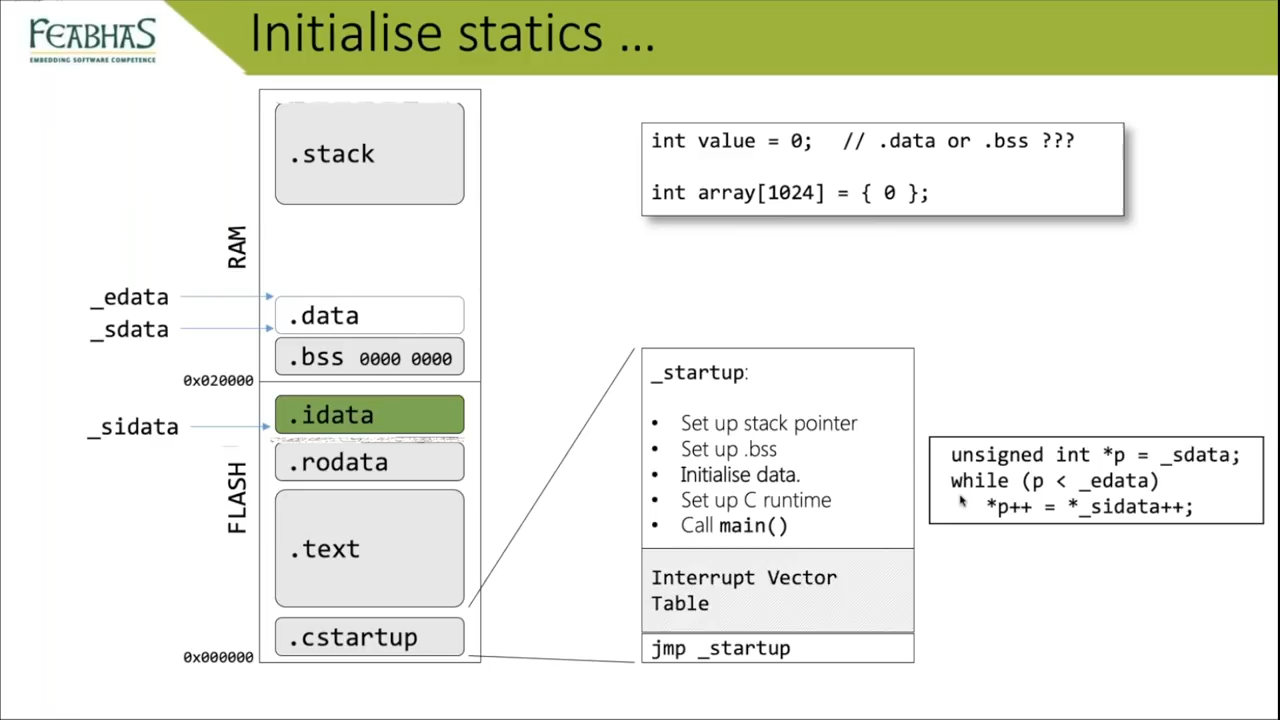 FEABHAS
EMBEDDING SOFTWARE COMPETENCE
Initialise statics ...
.stack
RAM
_edata
_sdata
.data
.bss 0000 0000
0x020000
.idata
_sidata
.rodata
FLASH
.text
.cstartup
0x000000
int value = 0; // .data or .bss ???
int array[1024] = { 0 };
_startup:
• Set up stack pointer
• Set up .bss
• Initialise data.
• Set up C runtime
• Call main()
Interrupt Vector
Table
jmp _startup
unsigned int *p = _sdata;
while (p < _edata)
*p++ = *_sidata++;